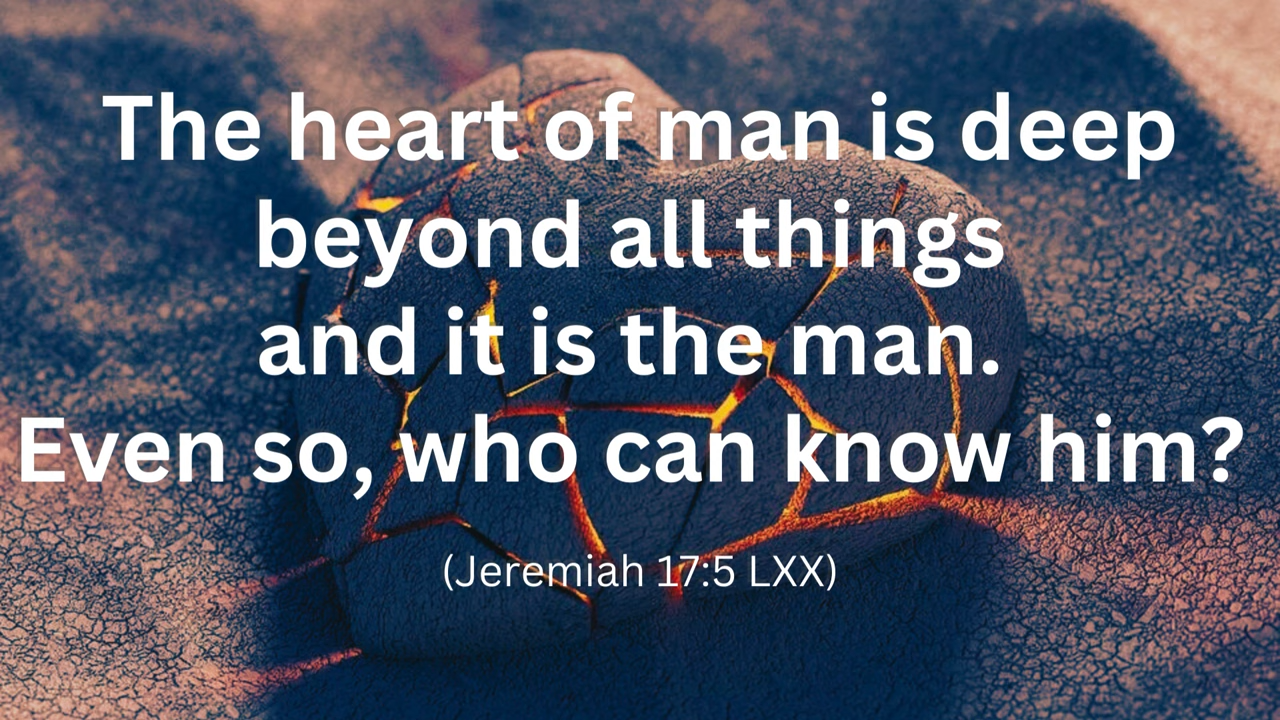 The heart of man is deep
beyond all things
and it is the man.
Even so, who can know him?
(Jeremiah 17:5 LXX)